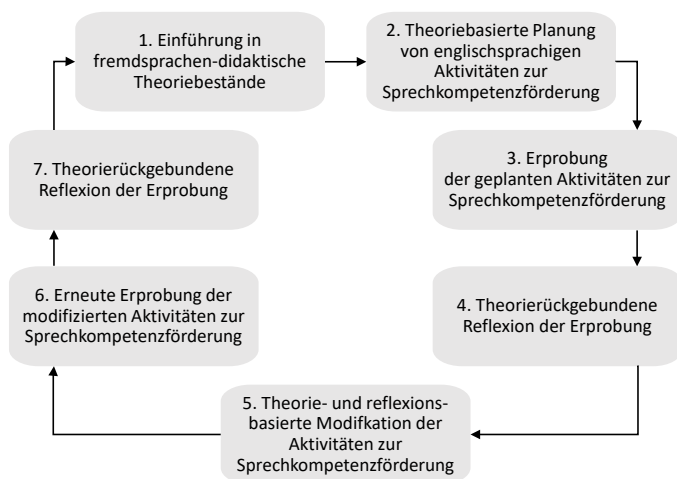 1. Einführung in
fremdsprachen-didaktische
Theoriebestände
2. Theoriebasierte Planung
von englischsprachigen
Aktivitäten zur
Sprechkompetenzförderung
3. Erprobung
der geplanten Aktivitäten zur
Sprechkompetenzförderung
4. Theorierückgebundene
Reflexion der Erprobung
5. Theorie- und reflexions-
basierte Modifkation der
Aktivitäten zur
Sprechkompetenzförderung
6. Erneute Erprobung der
modifizierten Aktivitäten zur
Sprechkompetenzförderung
7. Theorierückgebundene
Reflexion der Erprobung